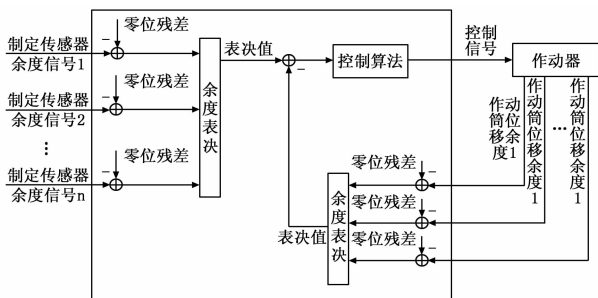 制定传感器
余度信号1
制定传感器
余度信号2
⋮
制定传感器
余度信号n
零位残差
零位残差
零位残差
余度表决
表决值
控制算法
控制
信号
作动器
作动
筒位
移余
度1
作动筒位移余度1
…
作动筒位移余度1
零位残差
零位残差
零位残差
余度表决
表决值